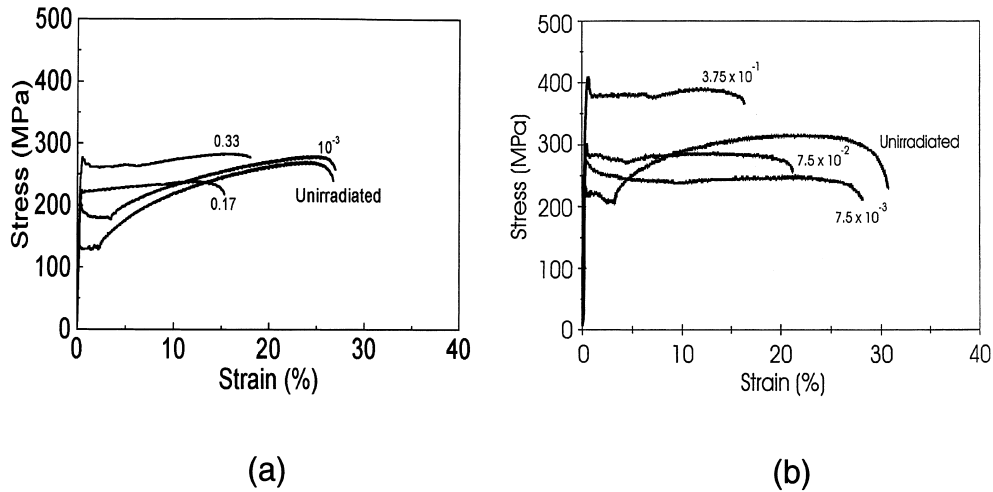 500
400
300
200
100
0
Stress (MPa)
0.33
10⁻³
Unirradiated
0.17
0 10 20 30 40
Strain (%)
(a)
500
400
300
200
100
0
Stress (MPa)
3.75 x 10⁻¹
Unirradiated
7.5 x 10⁻²
7.5 x 10⁻³
0 10 20 30 40
Strain (%)
(b)